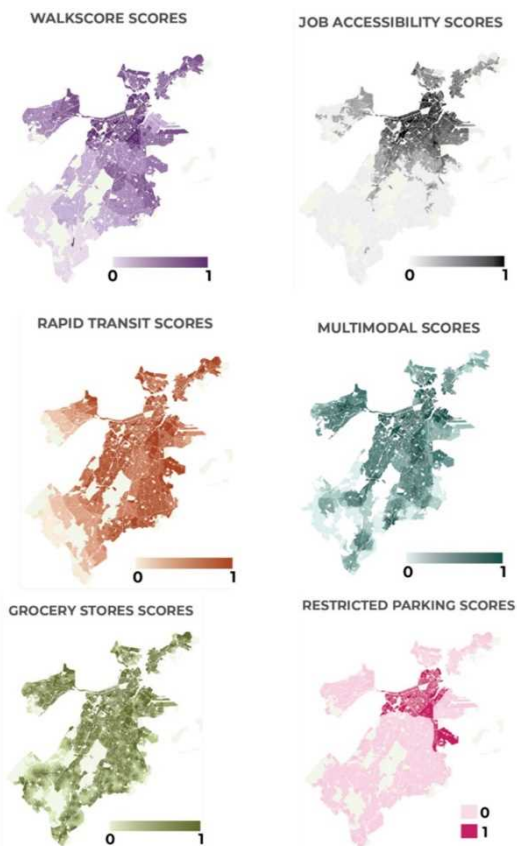 WALKSCORE SCORES
JOB ACCESSIBILITY SCORES
0 1
0 1
RAPID TRANSIT SCORES
MULTIMODAL SCORES
0 1
0 1
GROCERY STORES SCORES
RESTRICTED PARKING SCORES
0 1
0
1